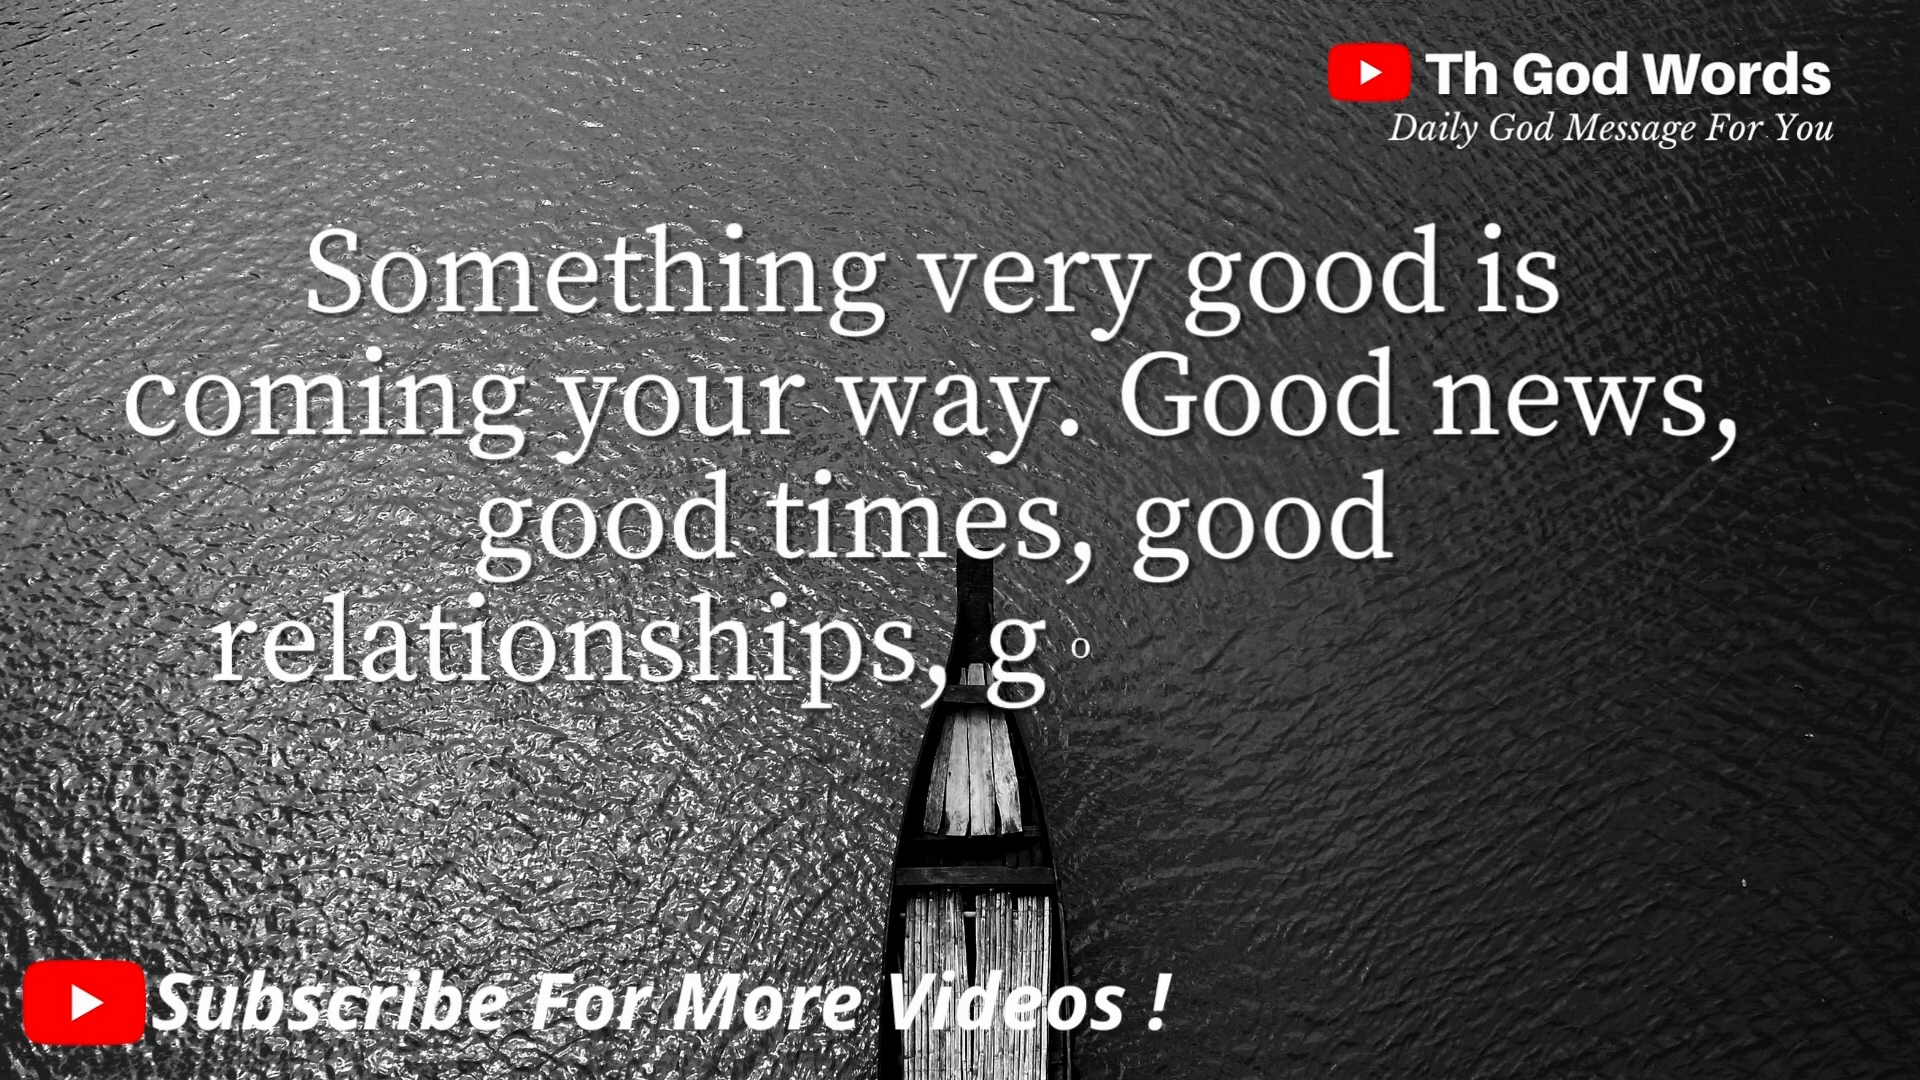 Th God Words
Daily God Message For You
Something very good is
coming your way. Good news,
good times, good
relationships, g o
Subscribe For More Videos !